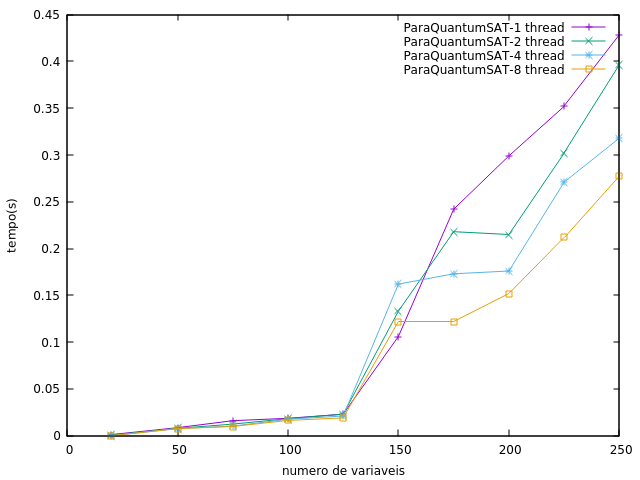 0.45
0.4
0.35
0.3
0.25
0.2
0.15
0.1
0.05
0
0
50
100
150
200
250
tempo(s)
numero de variaveis
ParaQuantumSAT-1 thread
ParaQuantumSAT-2 thread
ParaQuantumSAT-4 thread
ParaQuantumSAT-8 thread